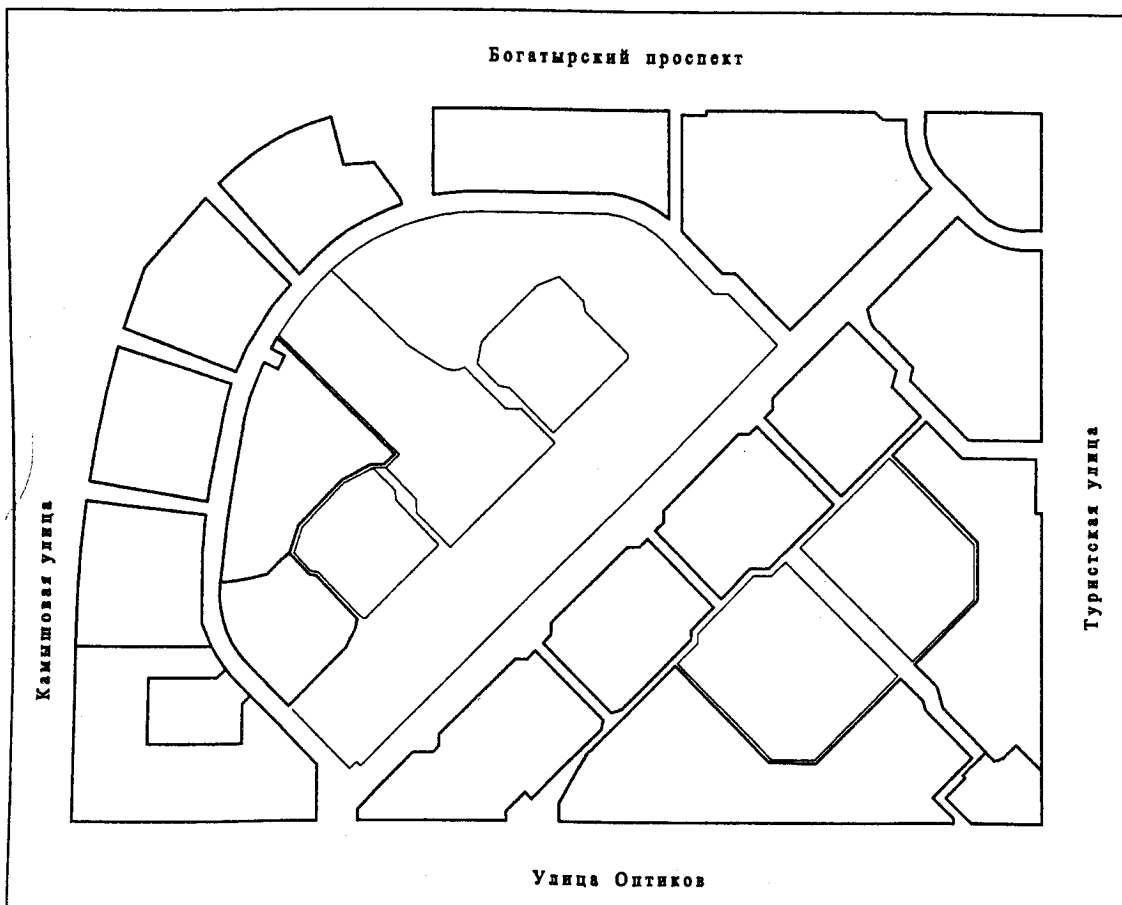 Богатырский проспект
Камышовая улица
Туристская улица
Улица Оптиков